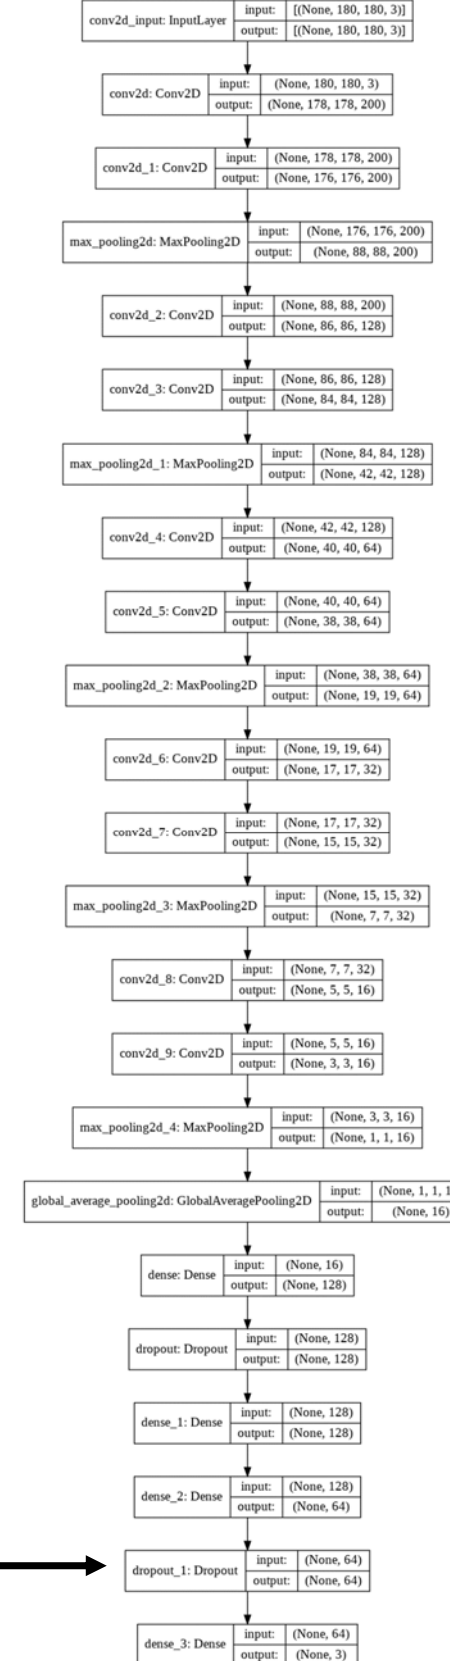 conv2d_input: InputLayer
input: [(None, 180, 180, 3)]
output: [(None, 180, 180, 3)]
conv2d: Conv2D
input: (None, 180, 180, 3)
output: (None, 178, 178, 200)
conv2d_1: Conv2D
input: (None, 178, 178, 200)
output: (None, 176, 176, 200)
max_pooling2d: MaxPooling2D
input: (None, 176, 176, 200)
output: (None, 88, 88, 200)
conv2d_2: Conv2D
input: (None, 88, 88, 200)
output: (None, 86, 86, 128)
conv2d_3: Conv2D
input: (None, 86, 86, 128)
output: (None, 84, 84, 128)
max_pooling2d_1: MaxPooling2D
input: (None, 84, 84, 128)
output: (None, 42, 42, 128)
conv2d_4: Conv2D
input: (None, 42, 42, 128)
output: (None, 40, 40, 64)
conv2d_5: Conv2D
input: (None, 40, 40, 64)
output: (None, 38, 38, 64)
max_pooling2d_2: MaxPooling2D
input: (None, 38, 38, 64)
output: (None, 19, 19, 64)
conv2d_6: Conv2D
input: (None, 19, 19, 64)
output: (None, 17, 17, 32)
conv2d_7: Conv2D
input: (None, 17, 17, 32)
output: (None, 15, 15, 32)
max_pooling2d_3: MaxPooling2D
input: (None, 15, 15, 32)
output: (None, 7, 7, 32)
conv2d_8: Conv2D
input: (None, 7, 7, 32)
output: (None, 5, 5, 16)
conv2d_9: Conv2D
input: (None, 5, 5, 16)
output: (None, 3, 3, 16)
max_pooling2d_4: MaxPooling2D
input: (None, 3, 3, 16)
output: (None, 1, 1, 16)
global_average_pooling2d: GlobalAveragePooling2D
input: (None, 1, 1, 1
output: (None, 16)
dense: Dense
input: (None, 16)
output: (None, 128)
dropout: Dropout
input: (None, 128)
output: (None, 128)
dense_1: Dense
input: (None, 128)
output: (None, 128)
dense_2: Dense
input: (None, 128)
output: (None, 64)
dropout_1: Dropout
input: (None, 64)
output: (None, 64)
dense_3: Dense
input: (None, 64)
output: (None, 3)